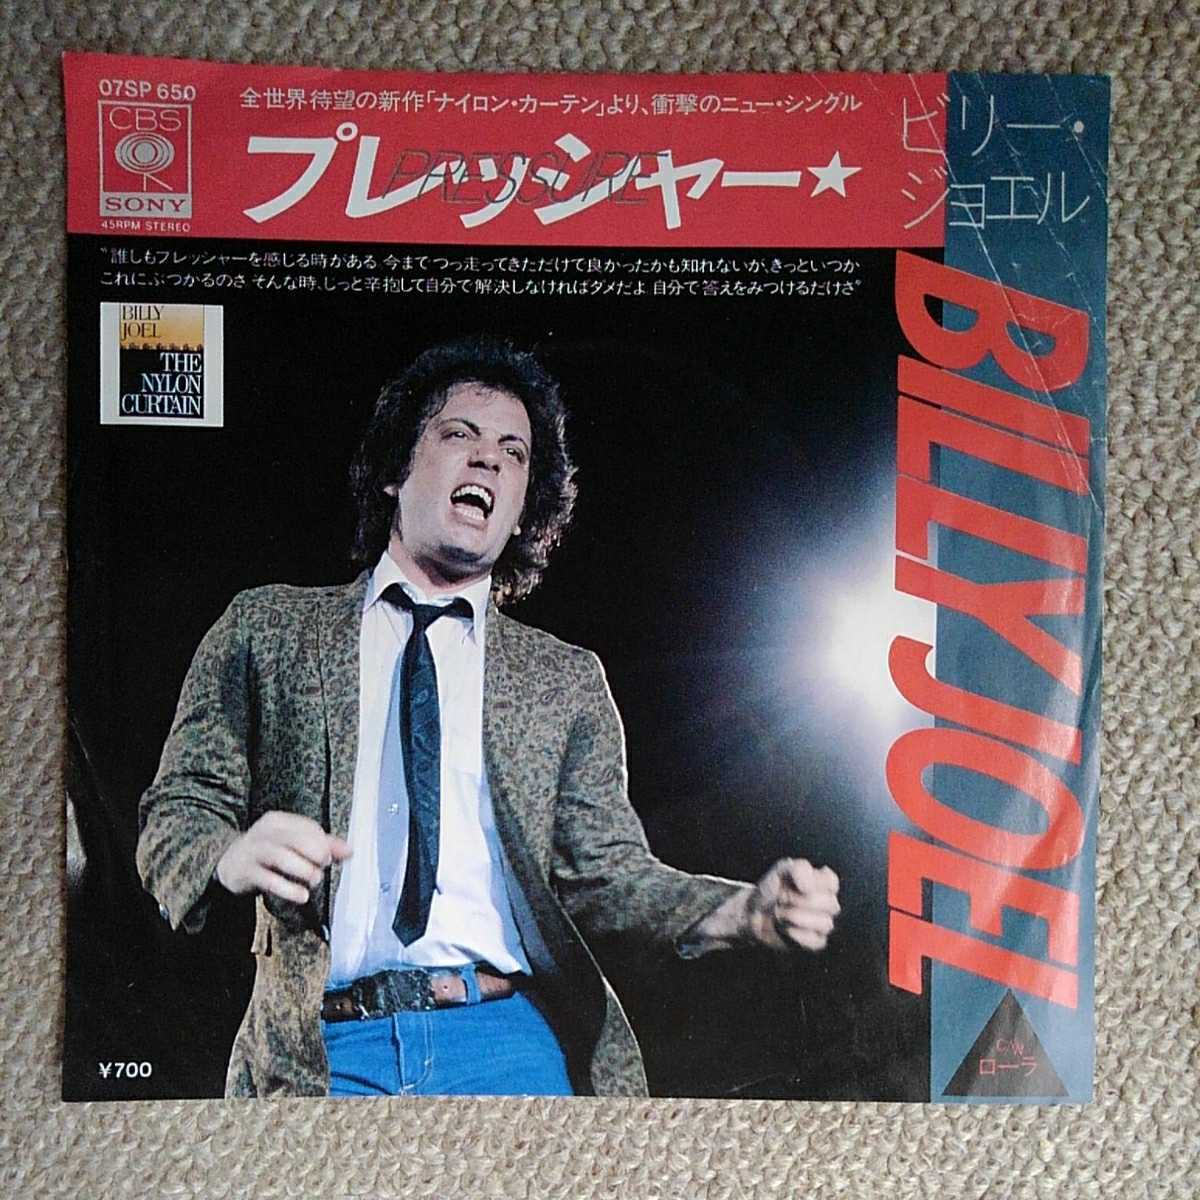 07SP 650
CBS
SONY
45RPM STEREO
全世界待望の新作「ナイロン・カーテン」より、衝撃のニュー・シングル
プレッシャー★
PRESSURE
ビリー・
ジョエル
"誰しもプレッシャーを感じる時がある 今までつっ走ってきただけで良かったかも知れないが、きっといつか
これにぶつかるのさ そんな時、じっと辛抱して自分で解決しなければダメだよ 自分で答えをみつけるだけさ"
BILLY
JOEL
THE
NYLON
CURTAIN
BILLY JOEL
¥700
C/W
ローラ